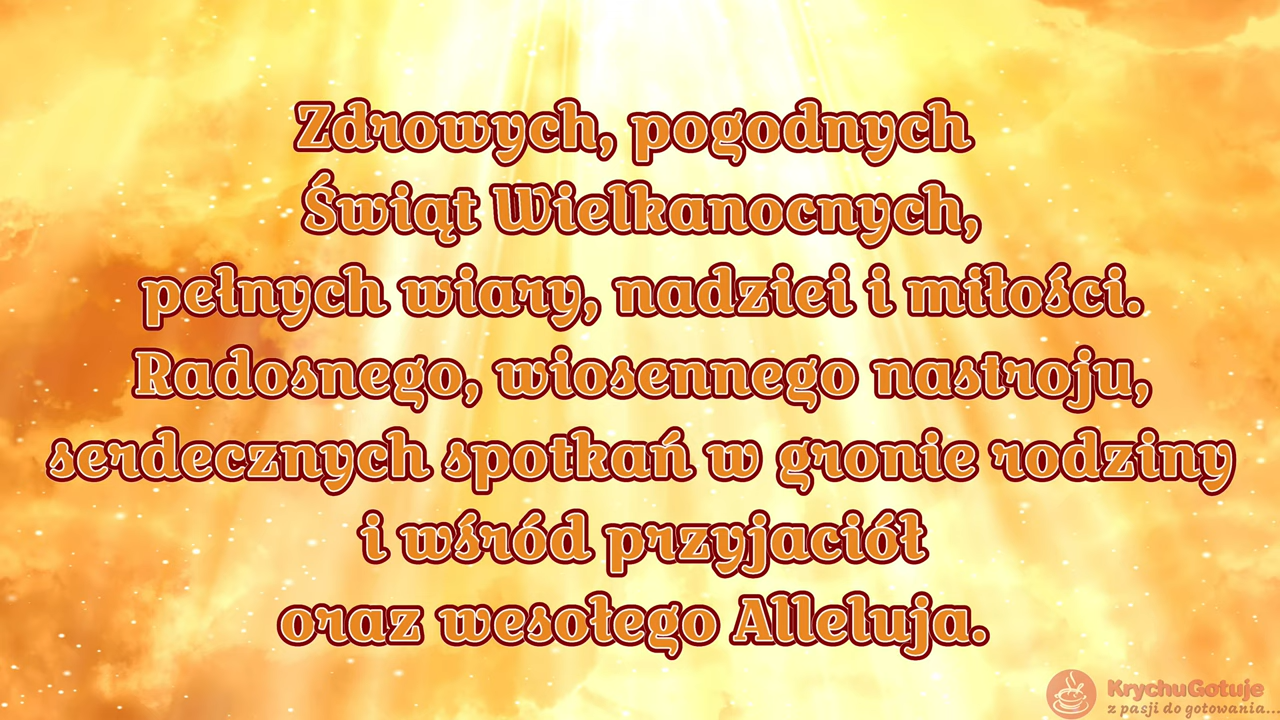 Zdrowych, pogodnych
Świąt Wielkanocnych,
pełnych wiary, nadziei i miłości.
Radosnego, wiosennego nastroju,
serdecznych spotkań w gronie rodziny
i wśród przyjaciół
oraz wesołego Alleluja.
KrychuGotuje
z pasji do gotowania...